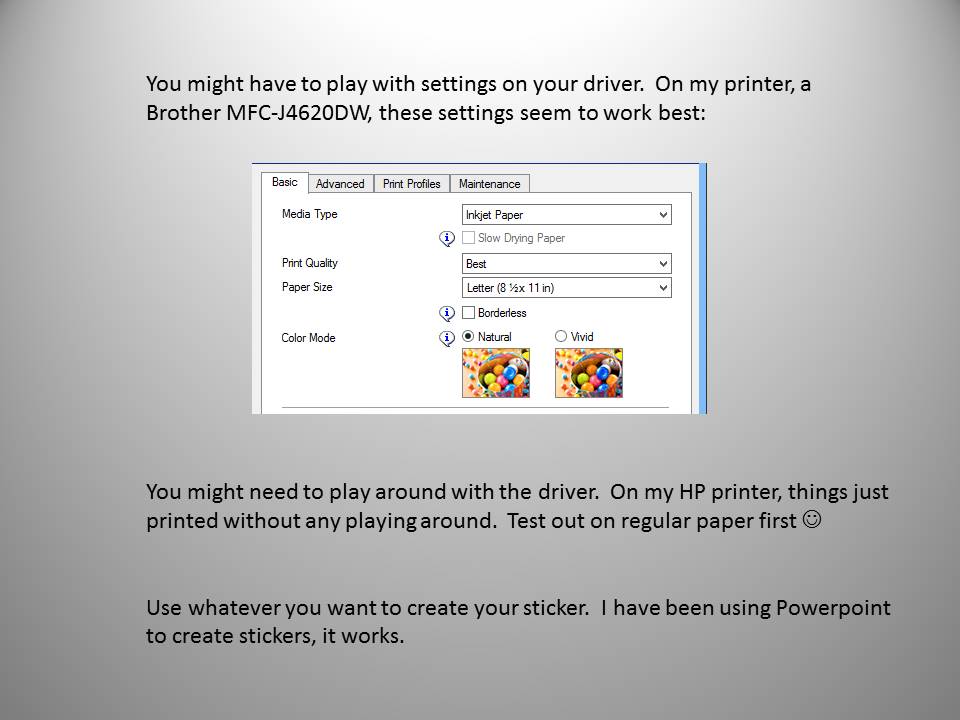 You might have to play with settings on your driver.  On my printer, a
Brother MFC-J4620DW, these settings seem to work best:
Basic Advanced Print Profiles Maintenance
Media Type Inkjet Paper
Slow Drying Paper
Print Quality Best
Paper Size Letter (8 ½x 11 in)
Borderless
Color Mode Natural Vivid
You might need to play around with the driver.  On my HP printer, things just
printed without any playing around.  Test out on regular paper first ☺
Use whatever you want to create your sticker.  I have been using Powerpoint
to create stickers, it works.